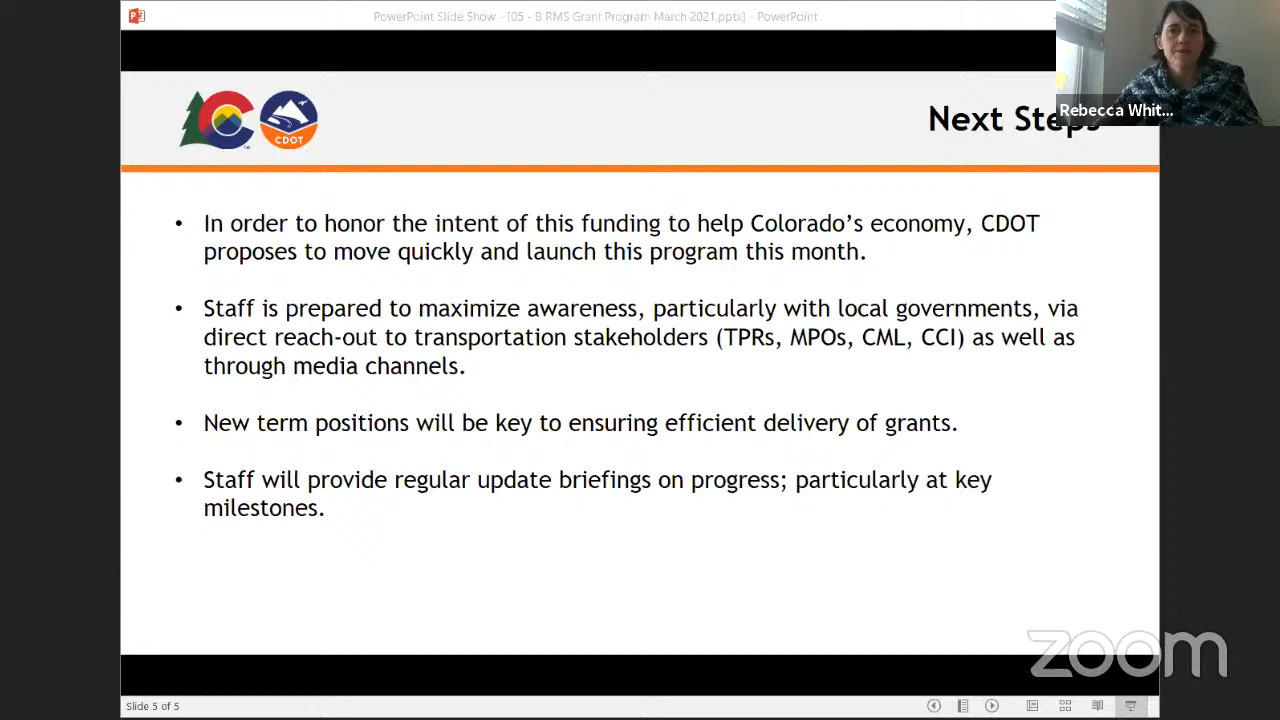 PowerPoint Slide Show - [05 - B RMS Grant Program March 2021.pptx] - PowerPoint
Rebecca Whit...
CDOT
Next Steps
• In order to honor the intent of this funding to help Colorado’s economy, CDOT
proposes to move quickly and launch this program this month.
• Staff is prepared to maximize awareness, particularly with local governments, via
direct reach-out to transportation stakeholders (TPRs, MPOs, CML, CCI) as well as
through media channels.
• New term positions will be key to ensuring efficient delivery of grants.
• Staff will provide regular update briefings on progress; particularly at key
milestones.
zoom
Slide 5 of 5